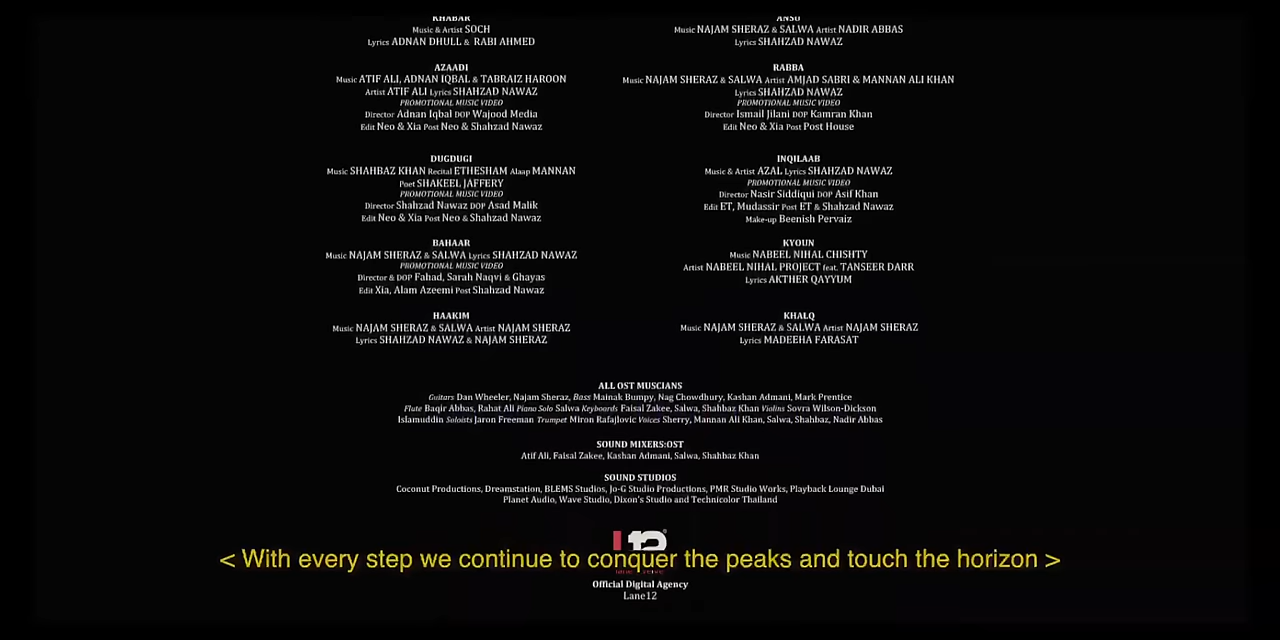 KHABAR
Music & Artist SOCH
Lyrics ADNAN DHULL & RABI AHMED
AZAADI
Music ATIF ALI, ADNAN IQBAL & TABRAIZ HAROON
Artist ATIF ALI Lyrics SHAHZAD NAWAZ
PROMOTIONAL MUSIC VIDEO
Director Adnan Iqbal DOP Wajood Media
Edit Neo & Xia Post Neo & Shahzad Nawaz
DUGDUGI
Music SHAHBAZ KHAN Recital ETHESHAM Alaap MANNAN
Poet SHAKEEL JAFFERY
PROMOTIONAL MUSIC VIDEO
Director Shahzad Nawaz DOP Asad Malik
Edit Neo & Xia Post Neo & Shahzad Nawaz
BAHAAR
Music NAJAM SHERAZ & SALWA Lyrics SHAHZAD NAWAZ
PROMOTIONAL MUSIC VIDEO
Director & DOP Fahad, Sarah Naqvi & Ghayas
Edit Xia, Alam Azeemi Post Shahzad Nawaz
HAAKIM
Music NAJAM SHERAZ & SALWA Artist NAJAM SHERAZ
Lyrics SHAHZAD NAWAZ & NAJAM SHERAZ
ANSU
Music NAJAM SHERAZ & SALWA Artist NADIR ABBAS
Lyrics SHAHZAD NAWAZ
RABBA
Music NAJAM SHERAZ & SALWA Artist AMJAD SABRI & MANNAN ALI KHAN
Lyrics SHAHZAD NAWAZ
PROMOTIONAL MUSIC VIDEO
Director Ismail Jilani DOP Kamran Khan
Edit Neo & Xia Post Post House
INQILAAB
Music & Artist AZAL Lyrics SHAHZAD NAWAZ
PROMOTIONAL MUSIC VIDEO
Director Nasir Siddiqui DOP Asif Khan
Edit ET, Mudassir Post ET & Shahzad Nawaz
Make-up Beenish Pervaiz
KYOUN
Music NABEEL NIHAL CHISHTY
Artist NABEEL NIHAL PROJECT feat. TANSEER DARR
Lyrics AKTHER QAYYUM
KHALQ
Music NAJAM SHERAZ & SALWA Artist NAJAM SHERAZ
Lyrics MADEEHA FARASAT
ALL OST MUSCIANS
Guitars Dan Wheeler, Najam Sheraz, Bass Mainak Bumpy, Nag Chowdhury, Kashan Admani, Mark Prentice
Flute Baqir Abbas, Rahat Ali Piano Solo Salwa Keyboards Faisal Zakee, Salwa, Shahbaz Khan Violins Sovra Wilson-Dickson
Islamuddin Soloists Jaron Freeman Trumpet Miron Rafajlovic Voices Sherry, Mannan Ali Khan, Salwa, Shahbaz, Nadir Abbas
SOUND MIXERS:OST
Atif Ali, Faisal Zakee, Kashan Admani, Salwa, Shahbaz Khan
SOUND STUDIOS
Coconut Productions, Dreamstation, BLEMS Studios, Jo-G Studio Productions, PMR Studio Works, Playback Lounge Dubai
Planet Audio, Wave Studio, Dixon's Studio and Technicolor Thailand
< With every step we continue to conquer the peaks and touch the horizon >
Official Digital Agency
Lane12